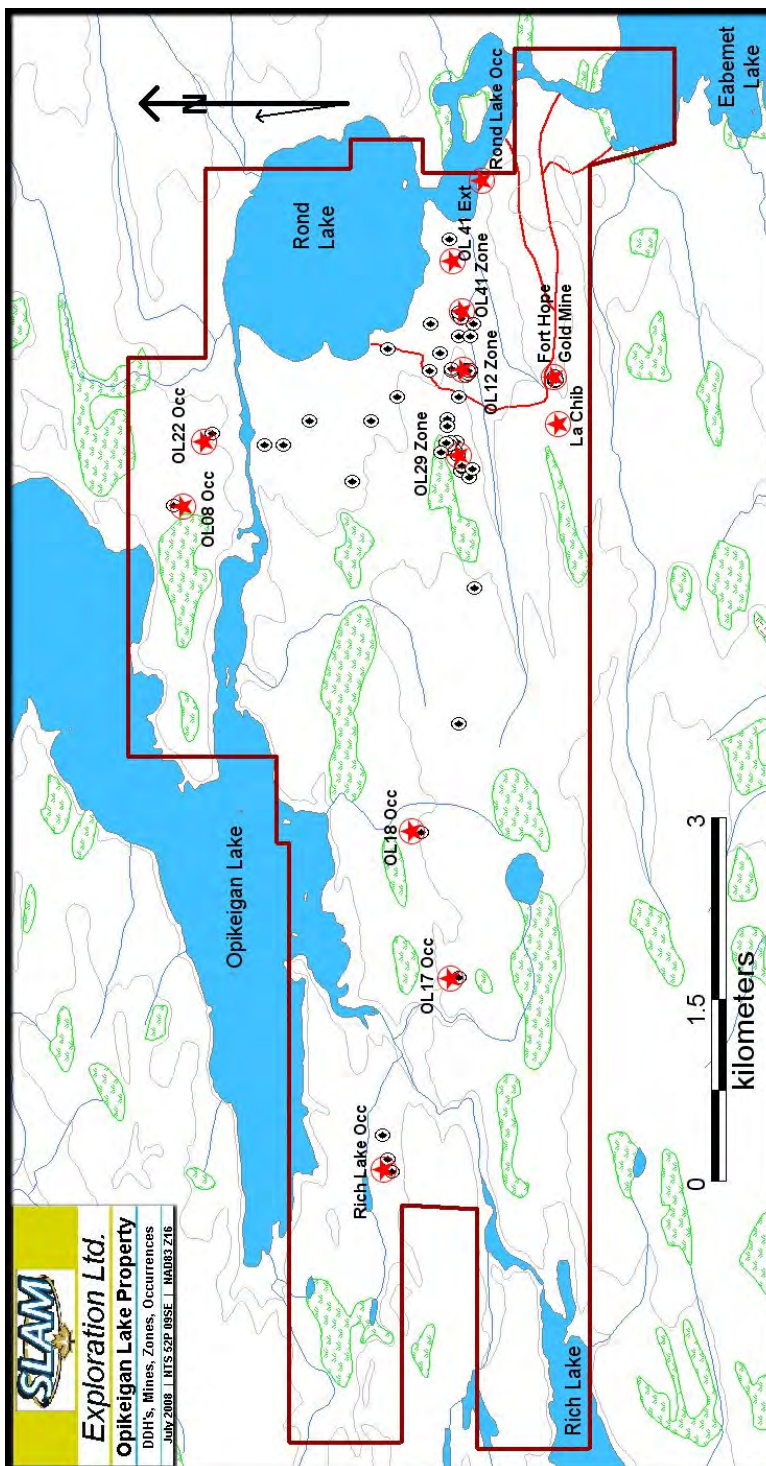 SLAM
Exploration Ltd.
Opikeigan Lake Property
DDH's, Mines, Zones, Occurrences
July 2008 | NTS 52P 09SE | NAD83 Z16
N
Opikeigan Lake
Rond
Lake
Eabemet
Lake
Rich Lake
OL22 Occ
OL08 Occ
Rond Lake Occ
OL 41 Ext
OL41 Zone
OL12 Zone
OL29 Zone
Fort Hope
Gold Mine
La Chib
OL18 Occ
OL17 Occ
Rich Lake Occ
0
1.5
3
kilometers